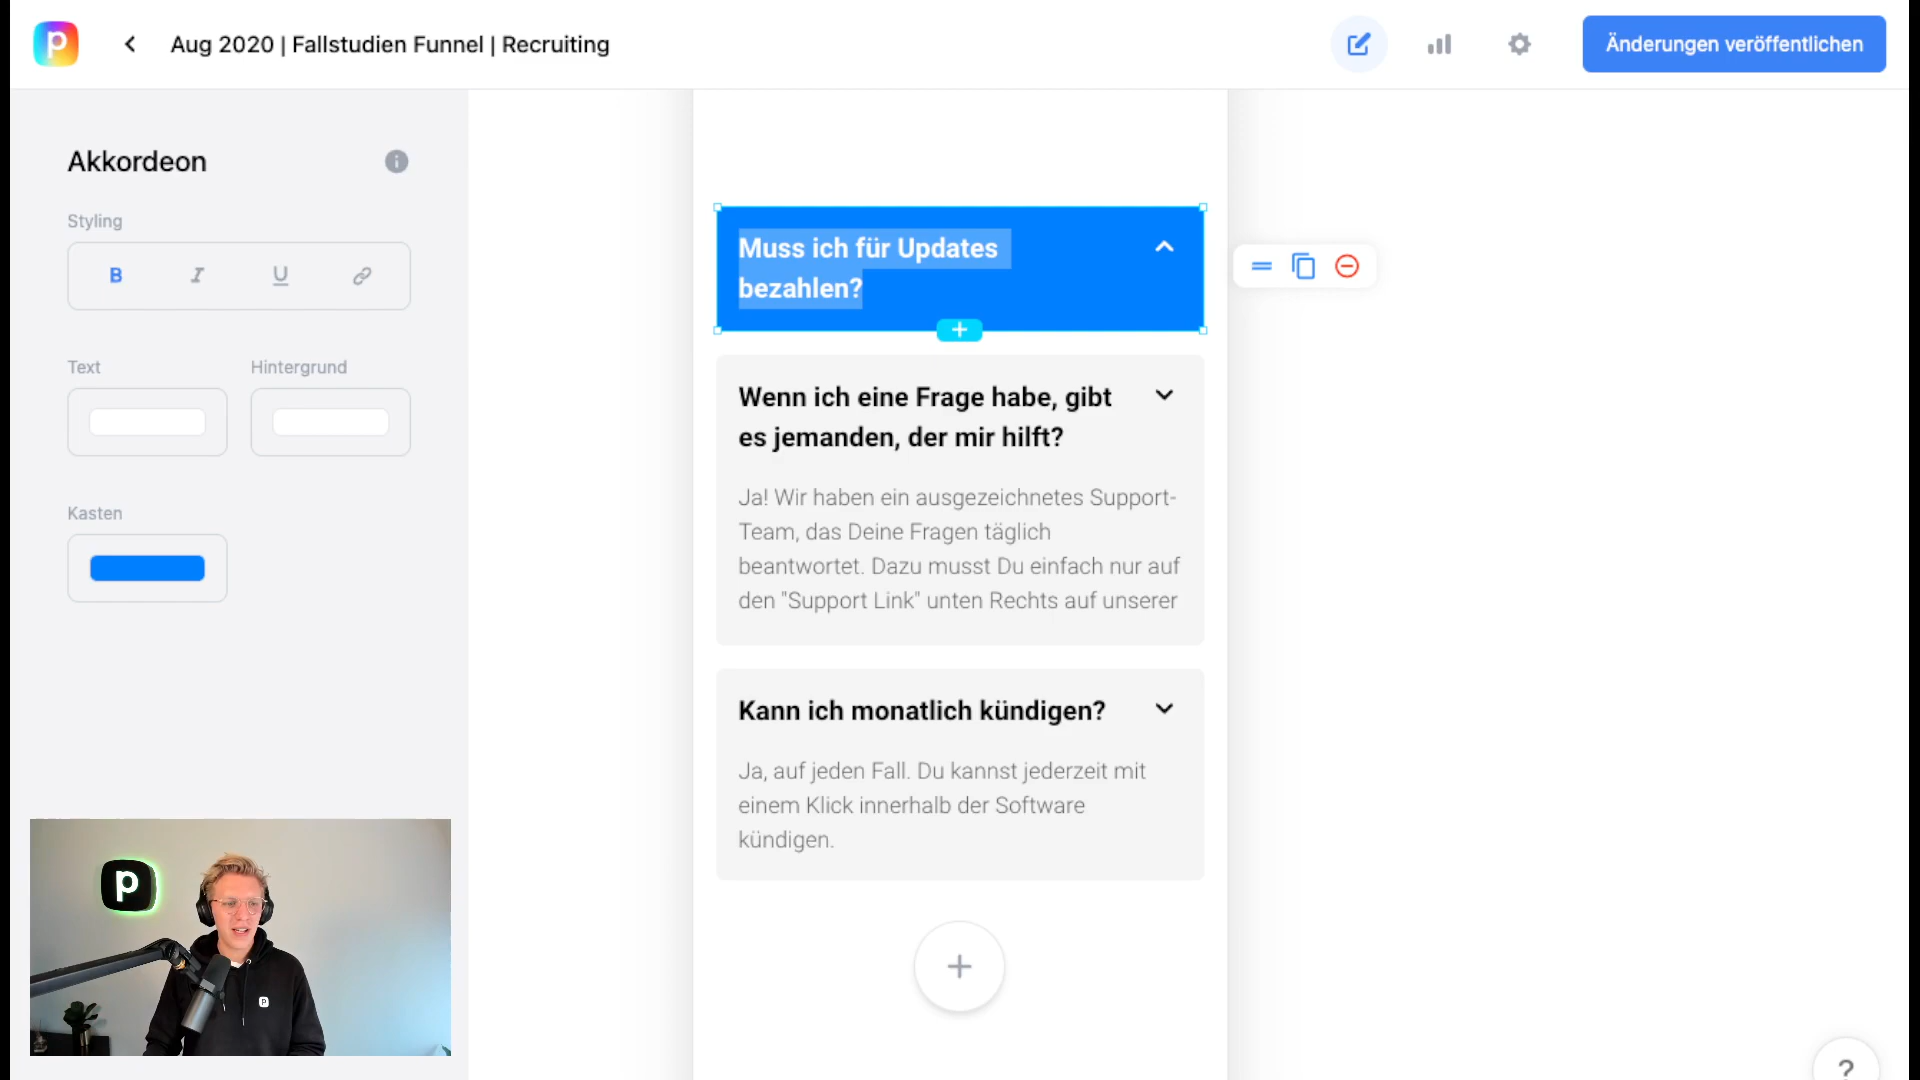 p
Aug 2020 | Fallstudien Funnel | Recruiting
Änderungen veröffentlichen
Akkordeon
Styling
B I U
Text
Hintergrund
Kasten
Muss ich für Updates
bezahlen?
Wenn ich eine Frage habe, gibt
es jemanden, der mir hilft?
Ja! Wir haben ein ausgezeichnetes Support-
Team, das Deine Fragen täglich
beantwortet. Dazu musst Du einfach nur auf
den "Support Link" unten Rechts auf unserer
Kann ich monatlich kündigen?
Ja, auf jeden Fall. Du kannst jederzeit mit
einem Klick innerhalb der Software
kündigen.
p
p
?